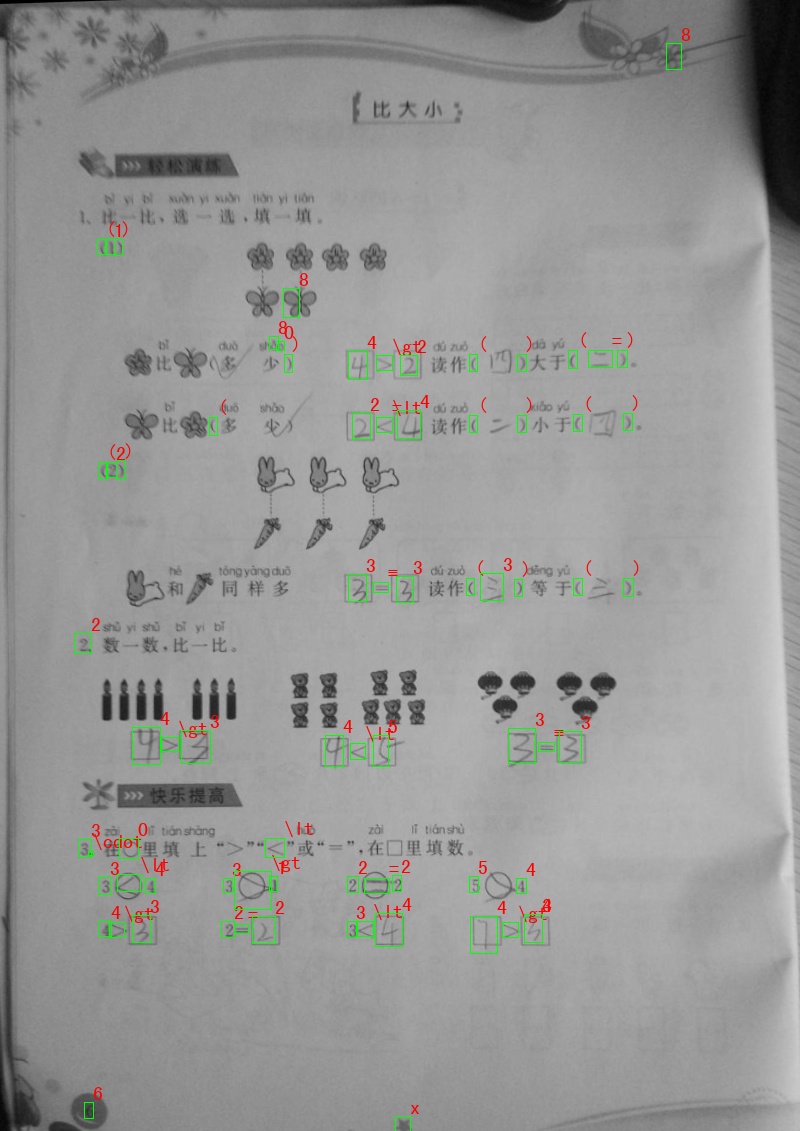 比大小
轻松演练
bǐ yi bǐ xuǎn yi xuǎn tián yi tián
1. 比一比,选一选,填一填。
(1)
bǐ duō shǎo dú zuò dà yú
比(多 少) 4>2 读作(四)大于(二)。
bǐ duō shǎo dú zuò xiǎo yú
比(多 少) 2<4 读作(二)小于(四)。
(2)
hé tóng yàng duō dú zuò děng yú
和 同样多 3=3 读作(三)等于(三)。
shǔ yi shǔ bǐ yi bǐ
2. 数一数,比一比。
4>3 4<5 3=3
快乐提高
zài lǐ tián shàng huò zài lǐ tián shù
3. 在○里填上“>”“<”或“=”,在□里填数。
3<4 3>1 2=2 5>4
4>3 2=2 3<4